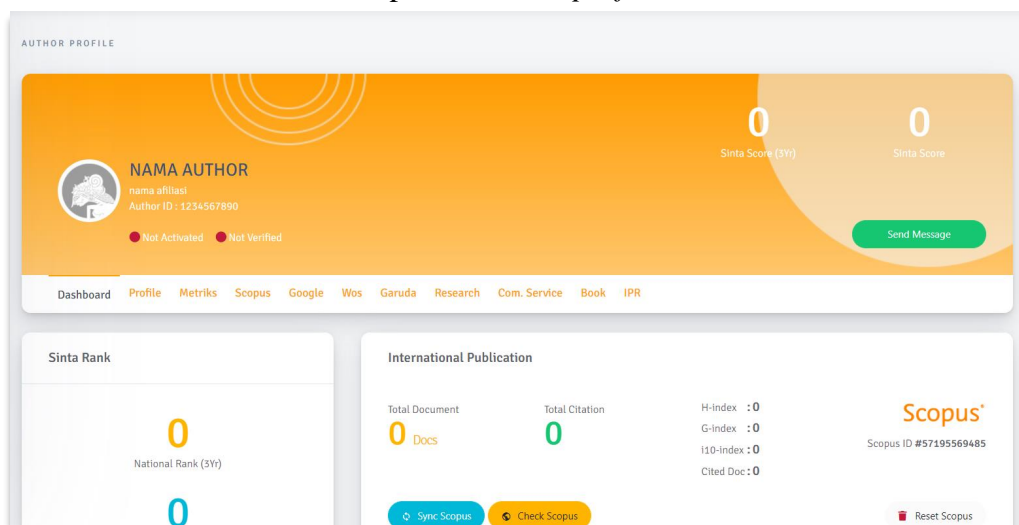 AUTHOR PROFILE
0
0
Sinta Score (3Yr)
Sinta Score
NAMA AUTHOR
nama afiliasi
Author ID : 1234567890
Not Activated Not Verified
Send Message
Dashboard Profile Metriks Scopus Google Wos Garuda Research Com. Service Book IPR
Sinta Rank
0
National Rank (3Yr)
0
International Publication
Total Document
0 Docs
Total Citation
0
H-index : 0
G-index : 0
i10-index : 0
Cited Doc : 0
Scopus
Scopus ID #57195569485
Sync Scopus
Check Scopus
Reset Scopus